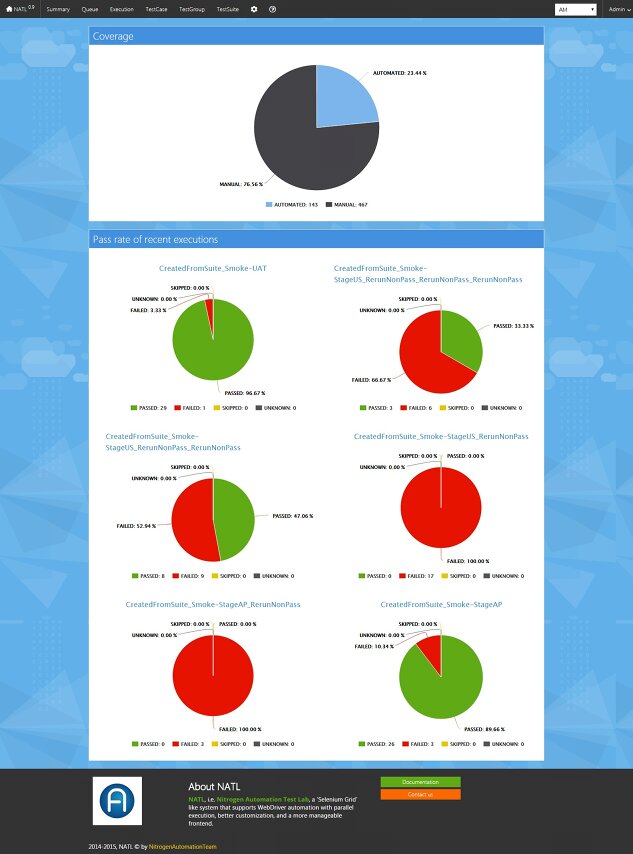 NATL 0.9 Summary Queue Execution TestCase TestGroup TestSuite AM Admin
Coverage
AUTOMATED: 23.44 %
MANUAL: 76.56 %
AUTOMATED: 143 MANUAL: 467
Pass rate of recent executions
CreatedFromSuite_Smoke-UAT
SKIPPED: 0.00 %
UNKNOWN: 0.00 %
FAILED: 3.33 %
PASSED: 96.67 %
PASSED: 29 FAILED: 1 SKIPPED: 0 UNKNOWN: 0
CreatedFromSuite_Smoke-
StageUS_RerunNonPass_RerunNonPass_RerunNonPass
SKIPPED: 0.00 %
UNKNOWN: 0.00 %
PASSED: 33.33 %
FAILED: 66.67 %
PASSED: 3 FAILED: 6 SKIPPED: 0 UNKNOWN: 0
CreatedFromSuite_Smoke-
StageUS_RerunNonPass_RerunNonPass
SKIPPED: 0.00 %
UNKNOWN: 0.00 %
PASSED: 47.06 %
FAILED: 52.94 %
PASSED: 8 FAILED: 9 SKIPPED: 0 UNKNOWN: 0
CreatedFromSuite_Smoke-StageUS_RerunNonPass
SKIPPED: 0.00 % PASSED: 0.00 %
UNKNOWN: 0.00 %
FAILED: 100.00 %
PASSED: 0 FAILED: 17 SKIPPED: 0 UNKNOWN: 0
CreatedFromSuite_Smoke-StageAP_RerunNonPass
SKIPPED: 0.00 % PASSED: 0.00 %
UNKNOWN: 0.00 %
FAILED: 100.00 %
PASSED: 0 FAILED: 3 SKIPPED: 0 UNKNOWN: 0
CreatedFromSuite_Smoke-StageAP
SKIPPED: 0.00 %
UNKNOWN: 0.00 %
FAILED: 10.34 %
PASSED: 89.66 %
PASSED: 26 FAILED: 3 SKIPPED: 0 UNKNOWN: 0
About NATL
NATL, i.e. Nitrogen Automation Test Lab, a 'Selenium Grid'
like system that supports WebDriver automation with parallel
execution, better customization, and a more manageable
frontend.
Documentation
Contact us
2014-2015, NATL © by NitrogenAutomationTeam